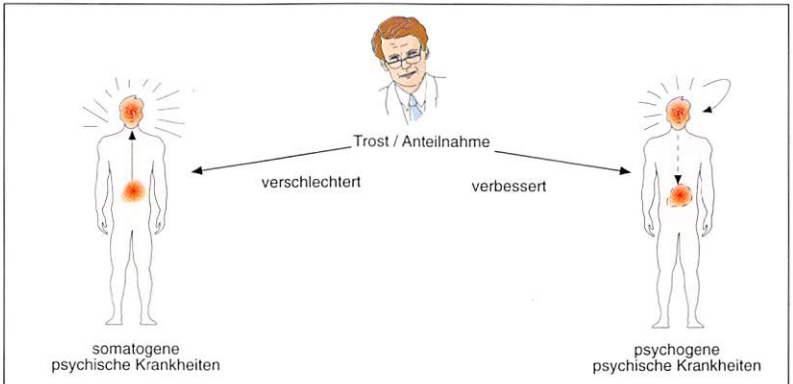 Trost / Anteilnahme
verschlechtert
verbessert
somatogene
psychische Krankheiten
psychogene
psychische Krankheiten